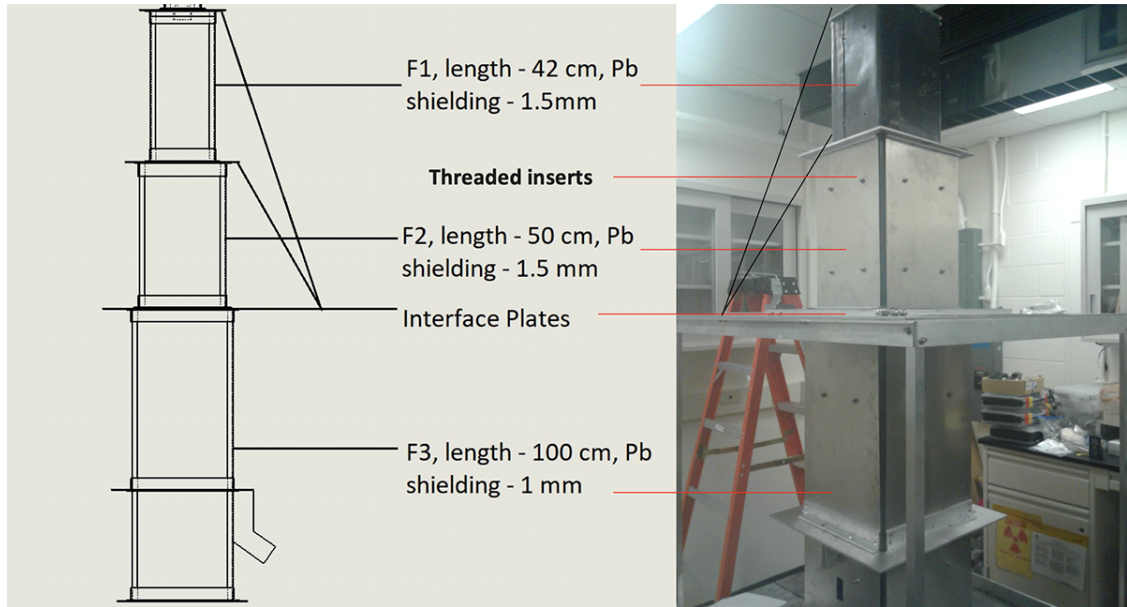 F1, length - 42 cm, Pb
shielding - 1.5mm
Threaded inserts
F2, length - 50 cm, Pb
shielding - 1.5 mm
Interface Plates
F3, length - 100 cm, Pb
shielding - 1 mm